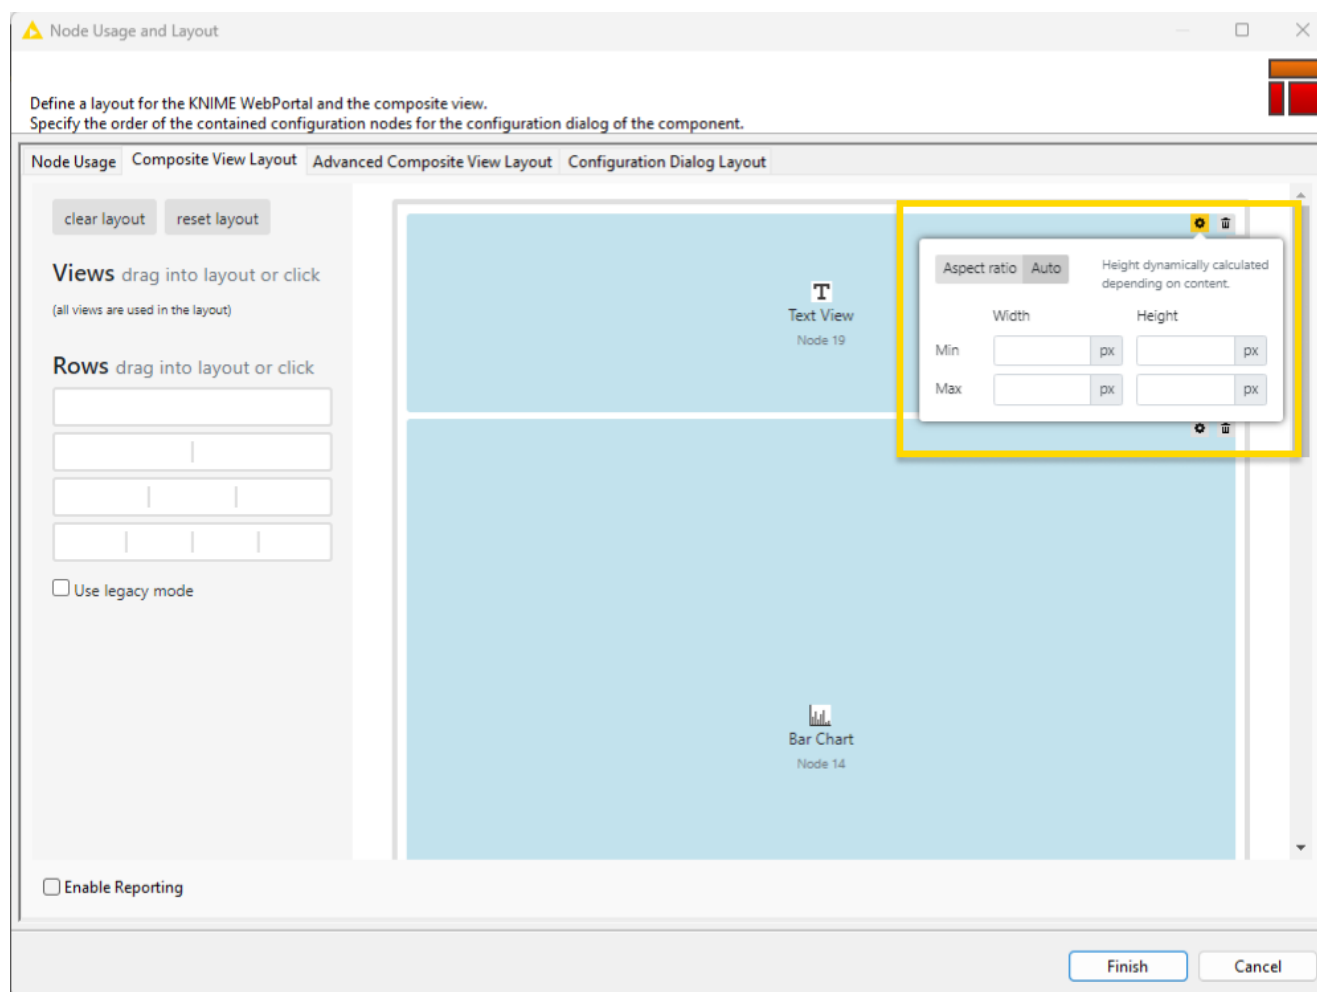 Node Usage and Layout
Define a layout for the KNIME WebPortal and the composite view.
Specify the order of the contained configuration nodes for the configuration dialog of the component.
Node Usage Composite View Layout Advanced Composite View Layout Configuration Dialog Layout
clear layout reset layout
Views drag into layout or click
(all views are used in the layout)
Rows drag into layout or click
Use legacy mode
T
Text View
Node 19
Aspect ratio Auto
Height dynamically calculated
depending on content.
Width Height
Min px px
Max px px
Bar Chart
Node 14
Enable Reporting
Finish Cancel